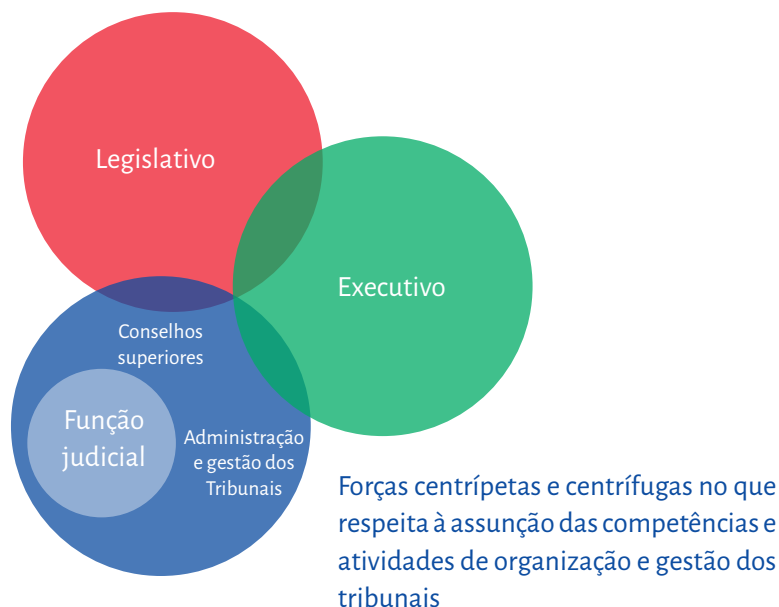 Legislativo
Executivo
Conselhos
superiores
Função
judicial
Administração
e gestão dos
Tribunais
Forças centrípetas e centrífugas no que
respeita à assunção das competências e
atividades de organização e gestão dos
tribunais